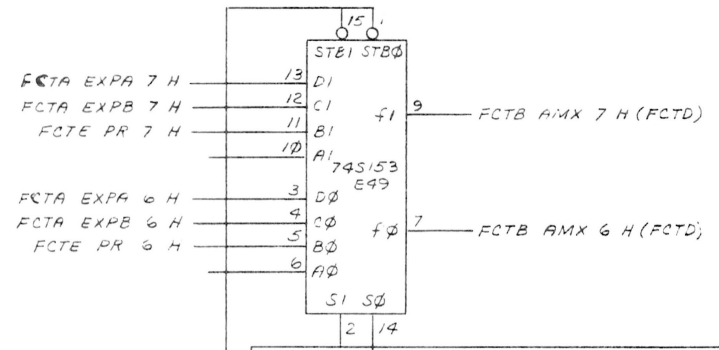 15 1
STB1 STBØ
FCTA EXPA 7 H 13 D1
FCTA EXPB 7 H 12 C1
f1 9 FCTB AMX 7 H (FCTD)
FCTE PR 7 H 11 B1
1Ø A1
74S153
E49
FCTA EXPA 6 H 3 DØ
FCTA EXPB 6 H 4 CØ
fØ 7 FCTB AMX 6 H (FCTD)
FCTE PR 6 H 5 BØ
6 AØ
S1 SØ
2 14